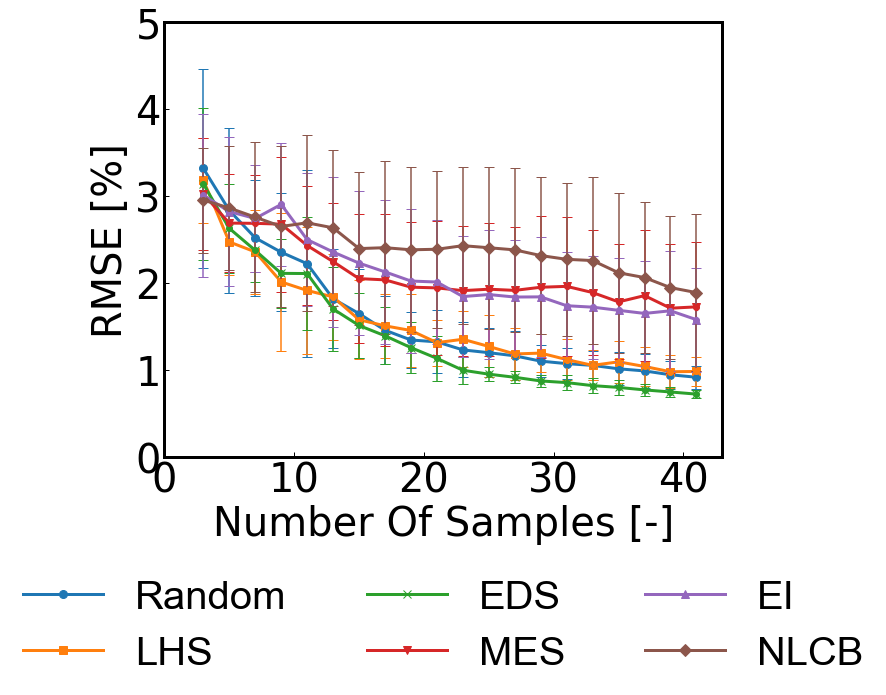 5
4
3
2
1
0
RMSE [%]
0 10 20 30 40
Number Of Samples [-]
Random EDS EI
LHS MES NLCB